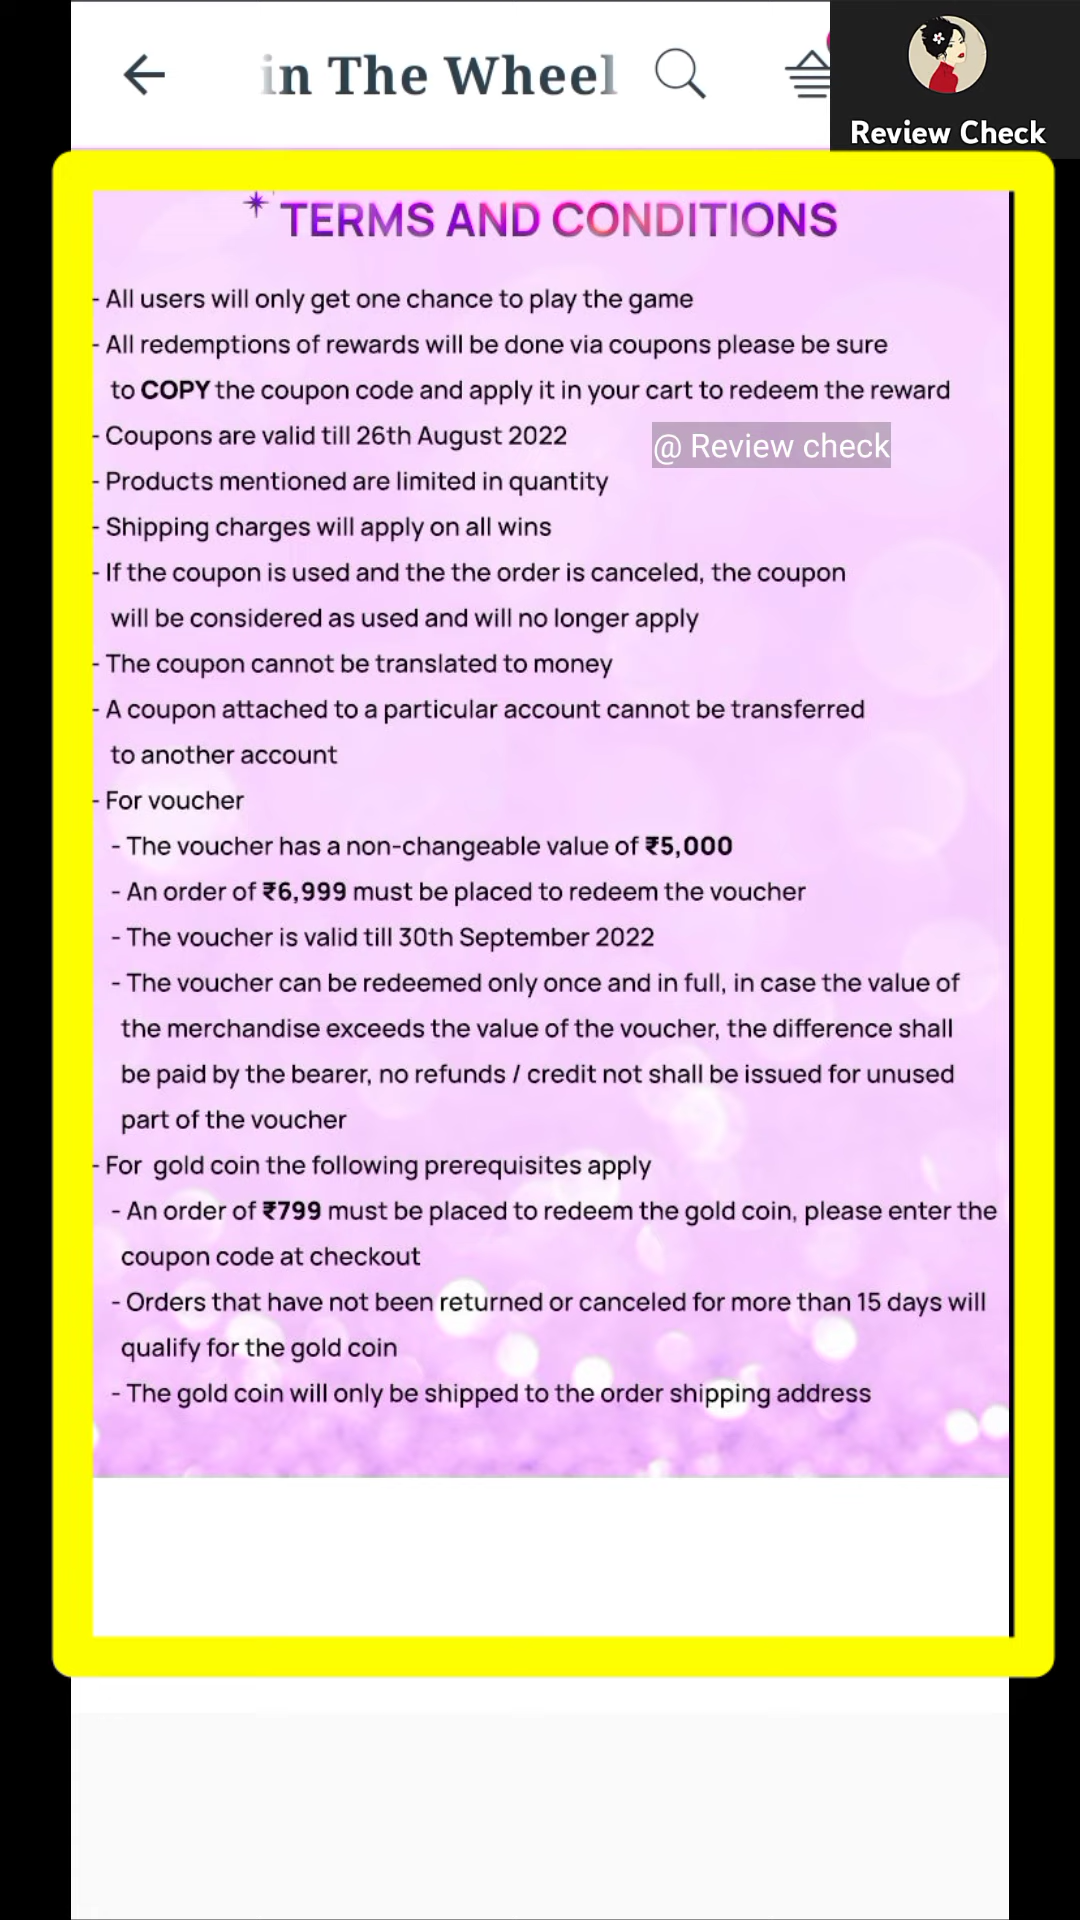 in The Wheel
Review Check
TERMS AND CONDITIONS
- All users will only get one chance to play the game
- All redemptions of rewards will be done via coupons please be sure
to COPY the coupon code and apply it in your cart to redeem the reward
- Coupons are valid till 26th August 2022
@ Review check
- Products mentioned are limited in quantity
- Shipping charges will apply on all wins
- If the coupon is used and the the order is canceled, the coupon
will be considered as used and will no longer apply
- The coupon cannot be translated to money
- A coupon attached to a particular account cannot be transferred
to another account
- For voucher
- The voucher has a non-changeable value of ₹5,000
- An order of ₹6,999 must be placed to redeem the voucher
- The voucher is valid till 30th September 2022
- The voucher can be redeemed only once and in full, in case the value of
the merchandise exceeds the value of the voucher, the difference shall
be paid by the bearer, no refunds / credit not shall be issued for unused
part of the voucher
- For gold coin the following prerequisites apply
- An order of ₹799 must be placed to redeem the gold coin, please enter the
coupon code at checkout
- Orders that have not been returned or canceled for more than 15 days will
qualify for the gold coin
- The gold coin will only be shipped to the order shipping address